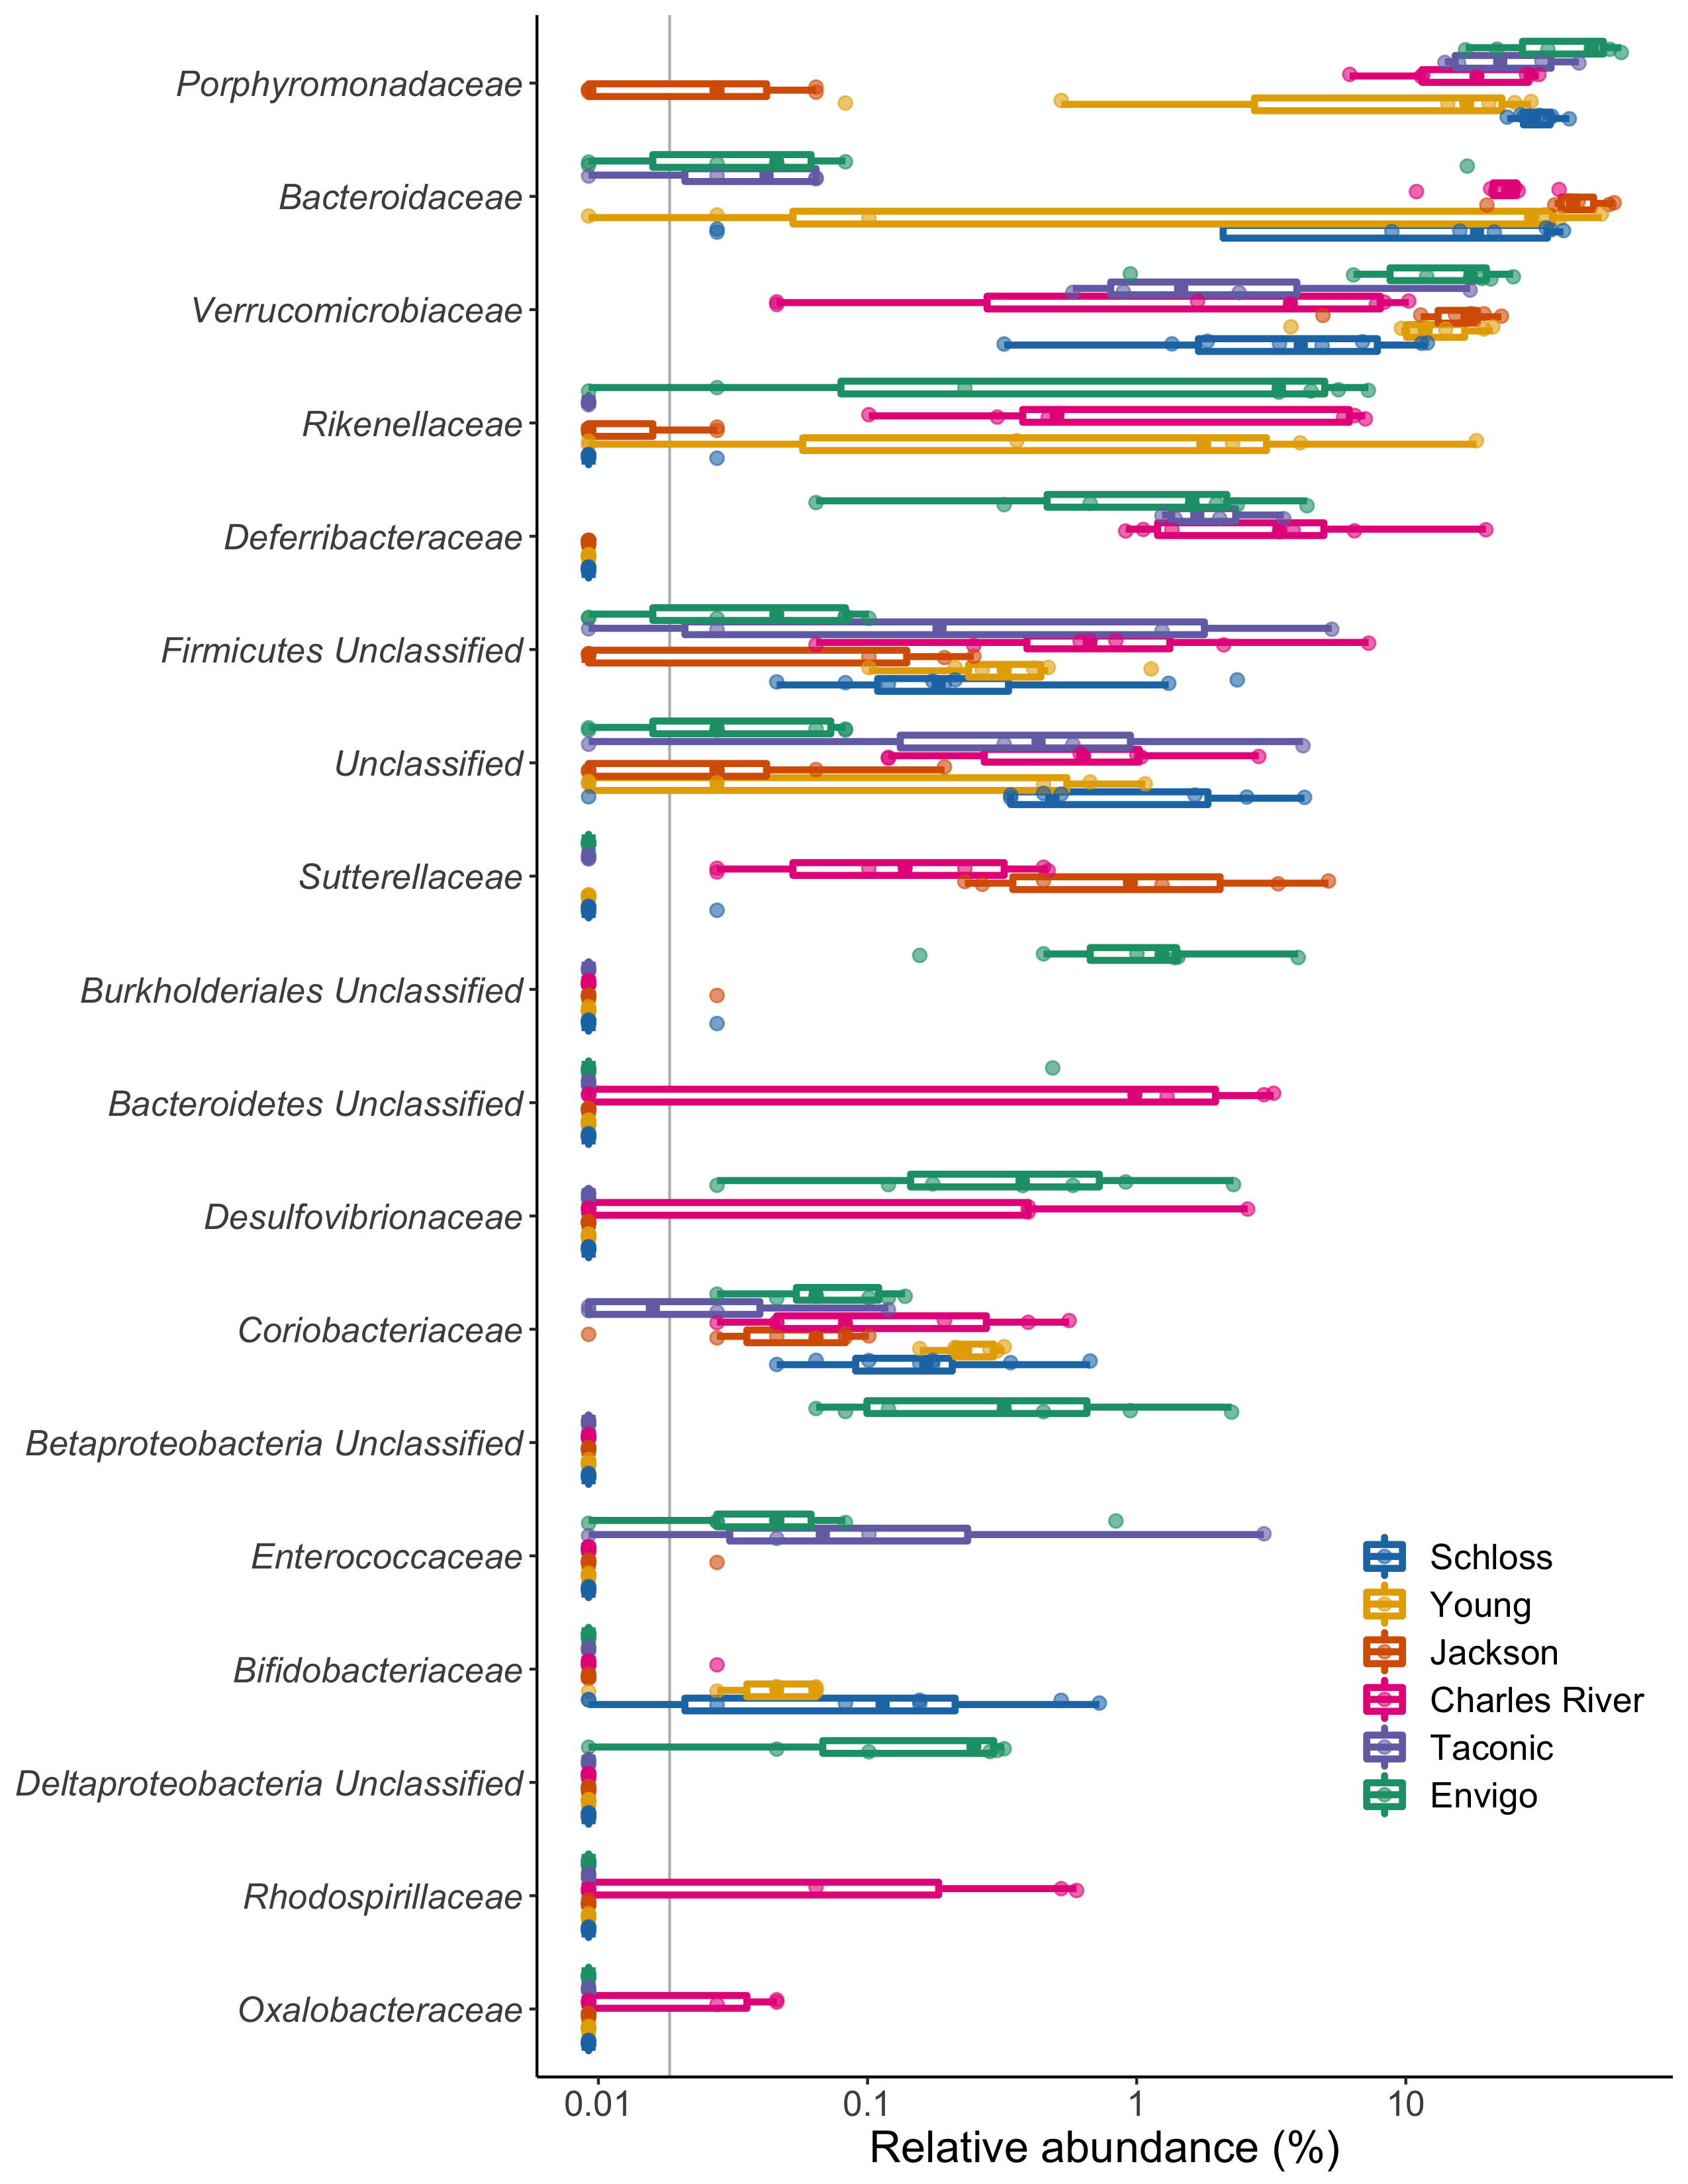 Porphyromonadaceae
Bacteroidaceae
Verrucomicrobiaceae
Rikenellaceae
Deferribacteraceae
Firmicutes Unclassified
Unclassified
Sutterellaceae
Burkholderiales Unclassified
Bacteroidetes Unclassified
Desulfovibrionaceae
Coriobacteriaceae
Betaproteobacteria Unclassified
Enterococcaceae
Bifidobacteriaceae
Deltaproteobacteria Unclassified
Rhodospirillaceae
Oxalobacteraceae
Schloss
Young
Jackson
Charles River
Taconic
Envigo
0.01 0.1 1 10
Relative abundance (%)